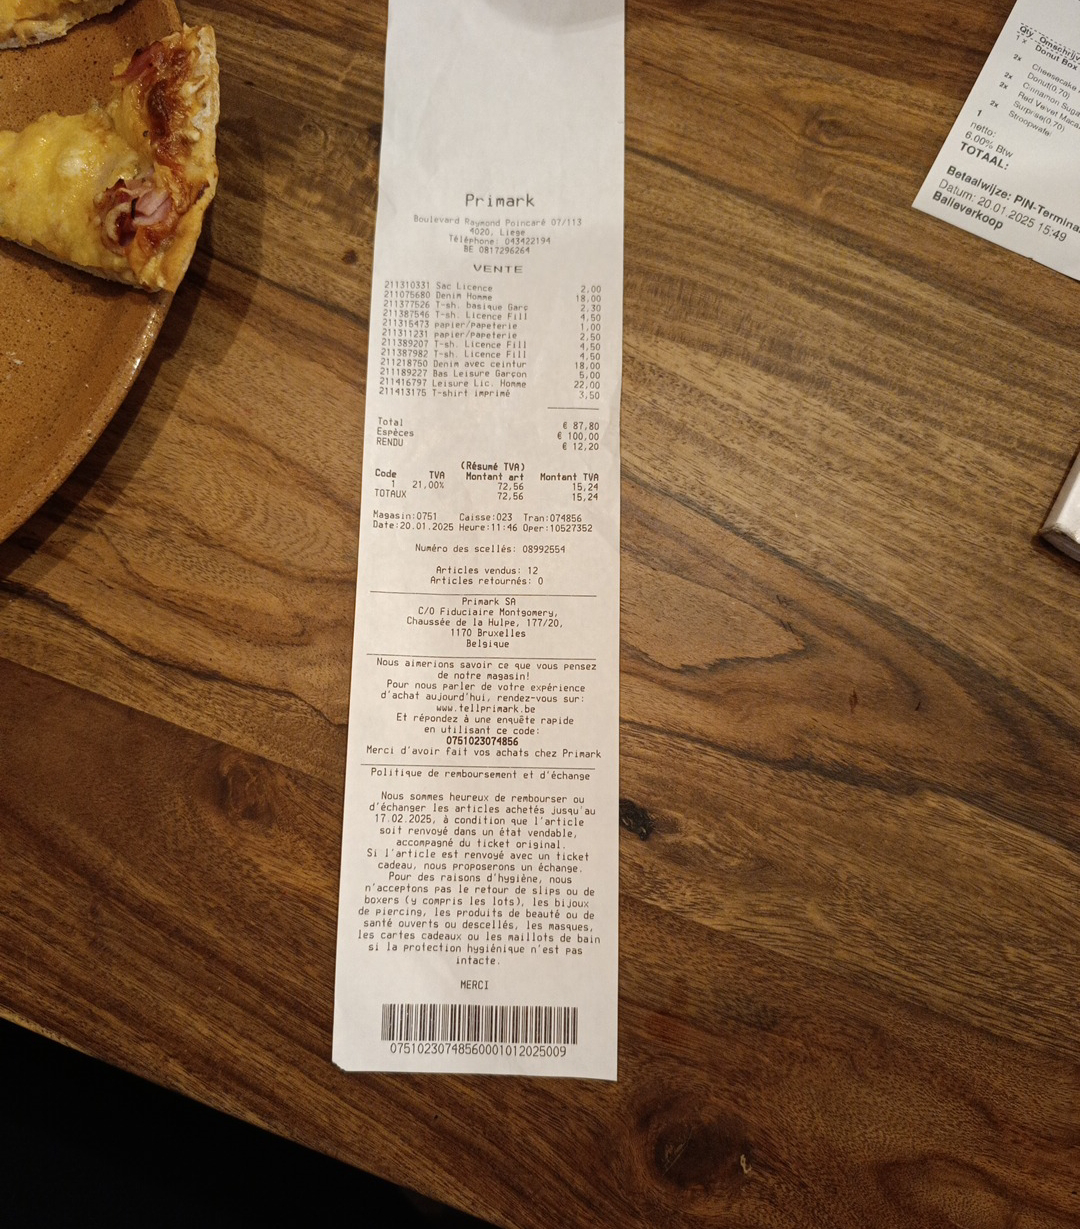 Primark
Boulevard Raymond Poincaré 07/113
4020, Liege
Téléphone: 043422194
BE 0817296264
VENTE
211310331 Sac Licence 2,00
211075680 Denim Homme 18,00
211377526 T-sh. basique Garc 2,30
211387546 T-sh. Licence Fill 4,50
211315473 papier/papeterie 1,00
211311231 papier/papeterie 2,50
211389207 T-sh. Licence Fill 4,50
211387982 T-sh. Licence Fill 4,50
211218750 Denim avec ceintur 18,00
211189227 Bas Leisure Garçon 5,00
211416797 Leisure Lic. Homme 22,00
211413175 T-shirt imprimé 3,50
Total € 87,80
Espèces € 100,00
RENDU € 12,20
(Résumé TVA)
Code TVA Montant art Montant TVA
1 21,00% 72,56 15,24
TOTAUX 72,56 15,24
Magasin:0751 Caisse:023 Tran:074856
Date:20.01.2025 Heure:11:46 Oper:10527352
Numéro des scellés: 08992554
Articles vendus: 12
Articles retournés: 0
Primark SA
C/O Fiduciaire Montgomery,
Chaussée de la Hulpe, 177/20,
1170 Bruxelles
Belgique
Nous aimerions savoir ce que vous pensez
de notre magasin!
Pour nous parler de votre expérience
d'achat aujourd'hui, rendez-vous sur:
www.tellprimark.be
Et répondez à une enquête rapide
en utilisant ce code:
0751023074856
Merci d'avoir fait vos achats chez Primark
Politique de remboursement et d'échange
Nous sommes heureux de rembourser ou
d'échanger les articles achetés jusqu'au
17.02.2025, à condition que l'article
soit renvoyé dans un état vendable,
accompagné du ticket original.
Si l'article est renvoyé avec un ticket
cadeau, nous proposerons un échange.
Pour des raisons d'hygiène, nous
n'acceptons pas le retour de slips ou de
boxers (y compris les lots), les bijoux
de piercing, les produits de beauté ou de
santé ouverts ou descellés, les masques,
les cartes cadeaux ou les maillots de bain
si la protection hygiénique n'est pas
intacte.
MERCI
07510230748560001012025009
Qty Omschrijv
1 x Donut Box
2x Cheesecake
Donut(0.70)
2x Cinnamon Suga
2x Red Velvet Maca
Surprise(0.70)
2x Stroopwafel
1
netto:
6.00% Btw
TOTAAL:
Betaalwijze: PIN-Termina
Datum: 20.01.2025 15:49
Balieverkoop